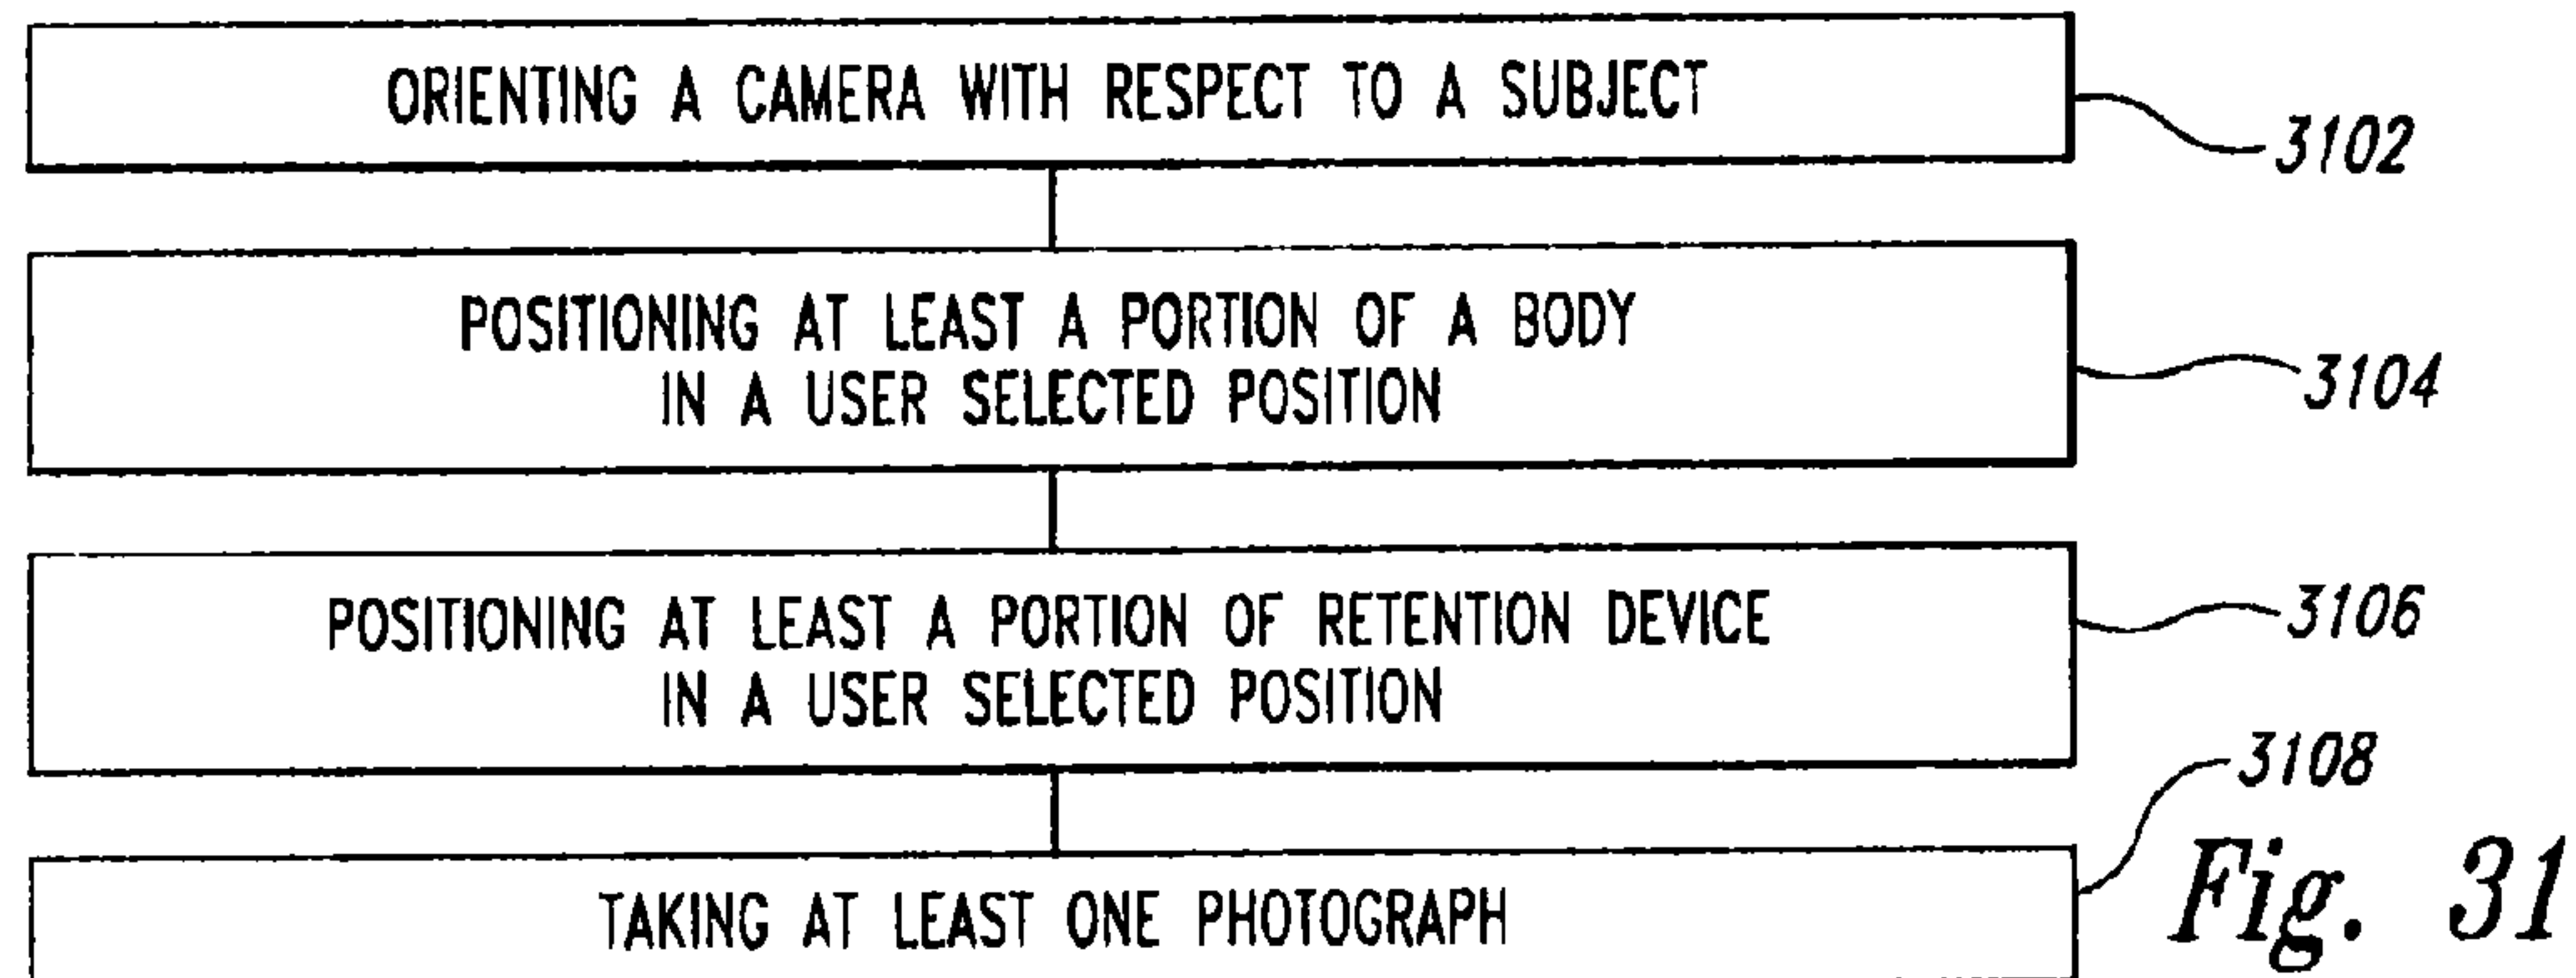 ORIENTING A CAMERA WITH RESPECT TO A SUBJECT
3102
POSITIONING AT LEAST A PORTION OF A BODY
IN A USER SELECTED POSITION
3104
POSITIONING AT LEAST A PORTION OF RETENTION DEVICE
IN A USER SELECTED POSITION
3106
3108
TAKING AT LEAST ONE PHOTOGRAPH
Fig. 31